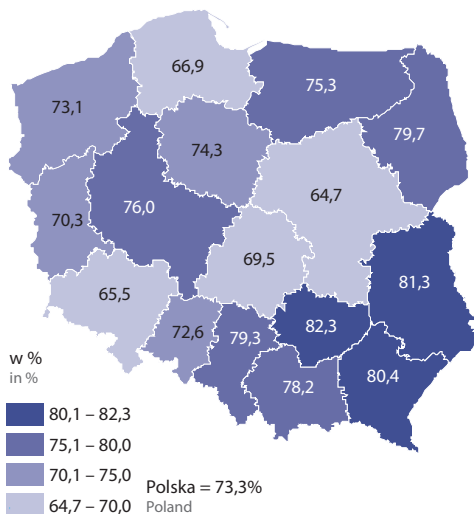 66,9
75,3
73,1
79,7
74,3
64,7
76,0
70,3
69,5
81,3
65,5
82,3
72,6
79,3
80,4
78,2
w %
in %
80,1 – 82,3
75,1 – 80,0
70,1 – 75,0
64,7 – 70,0
Polska = 73,3%
Poland